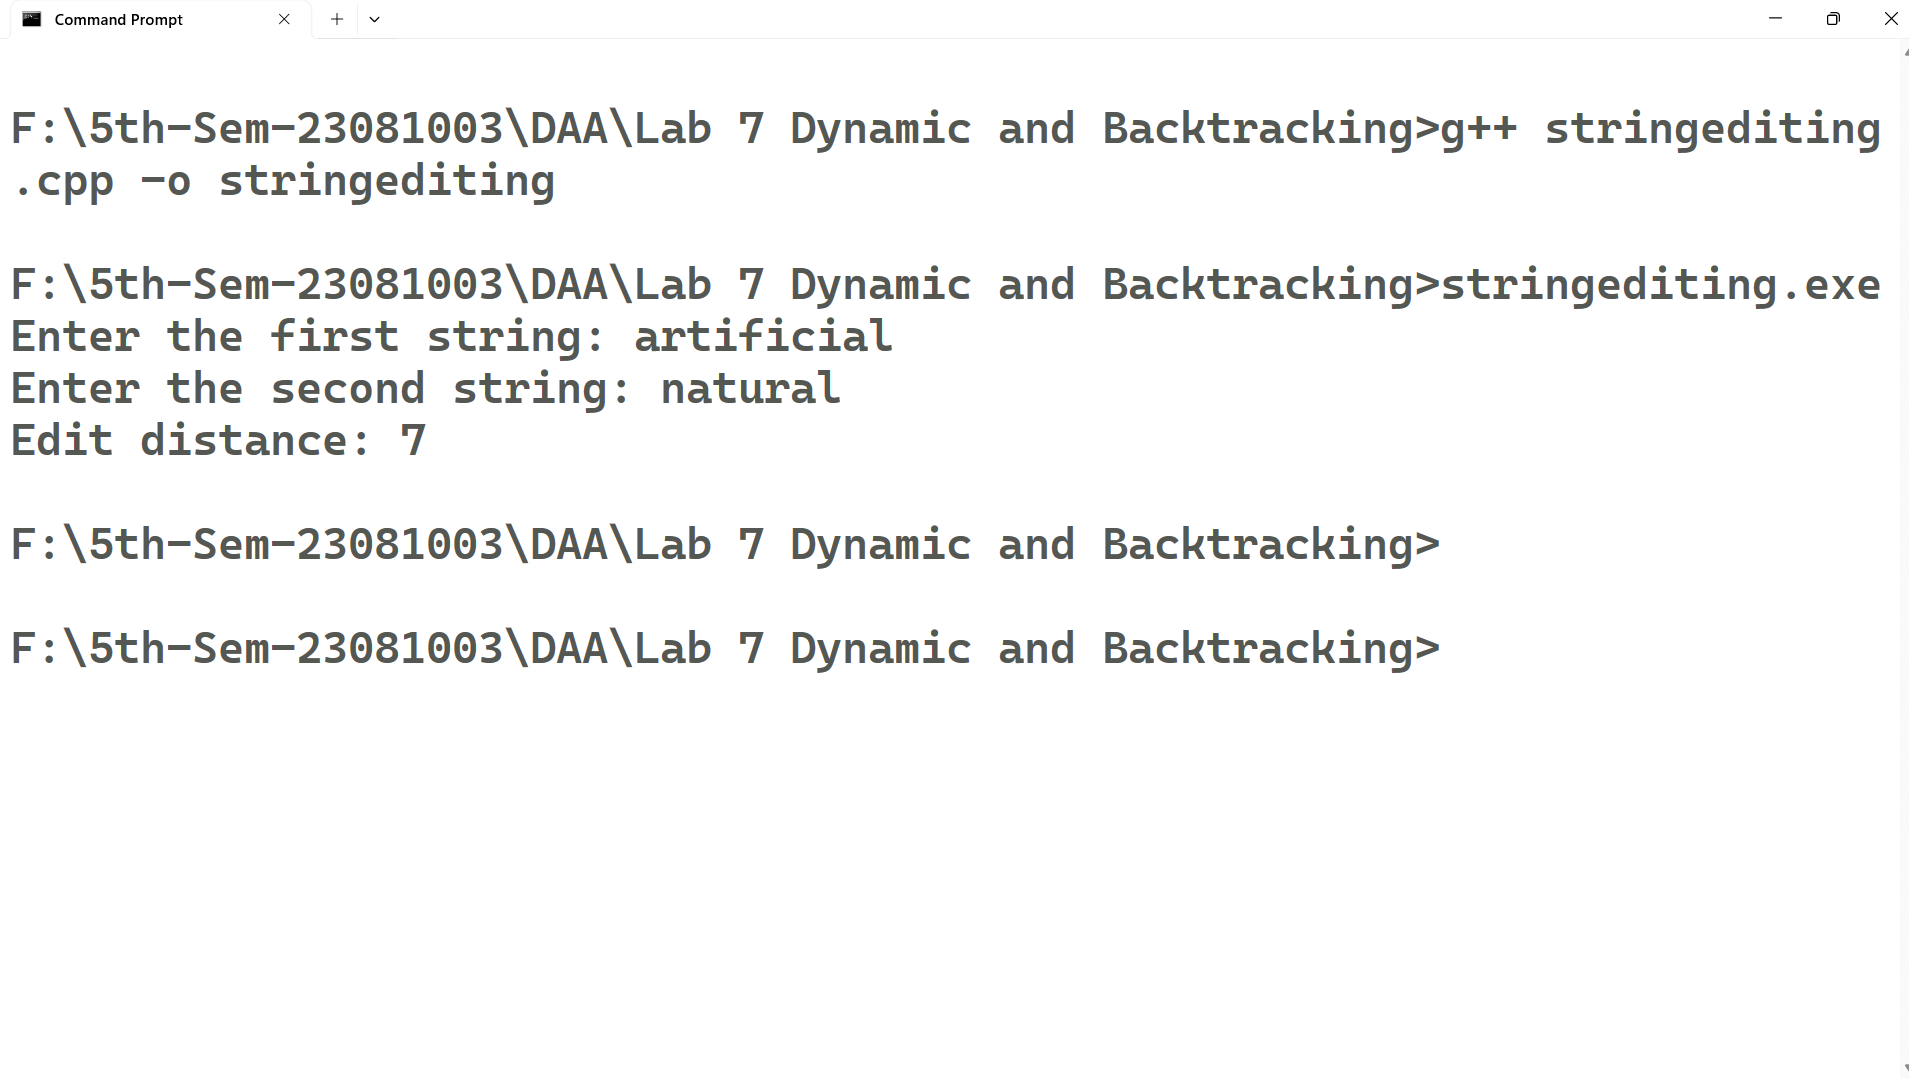 Command Prompt
F:\5th-Sem-23081003\DAA\Lab 7 Dynamic and Backtracking>g++ stringediting
.cpp -o stringediting
F:\5th-Sem-23081003\DAA\Lab 7 Dynamic and Backtracking>stringediting.exe
Enter the first string: artificial
Enter the second string: natural
Edit distance: 7
F:\5th-Sem-23081003\DAA\Lab 7 Dynamic and Backtracking>
F:\5th-Sem-23081003\DAA\Lab 7 Dynamic and Backtracking>